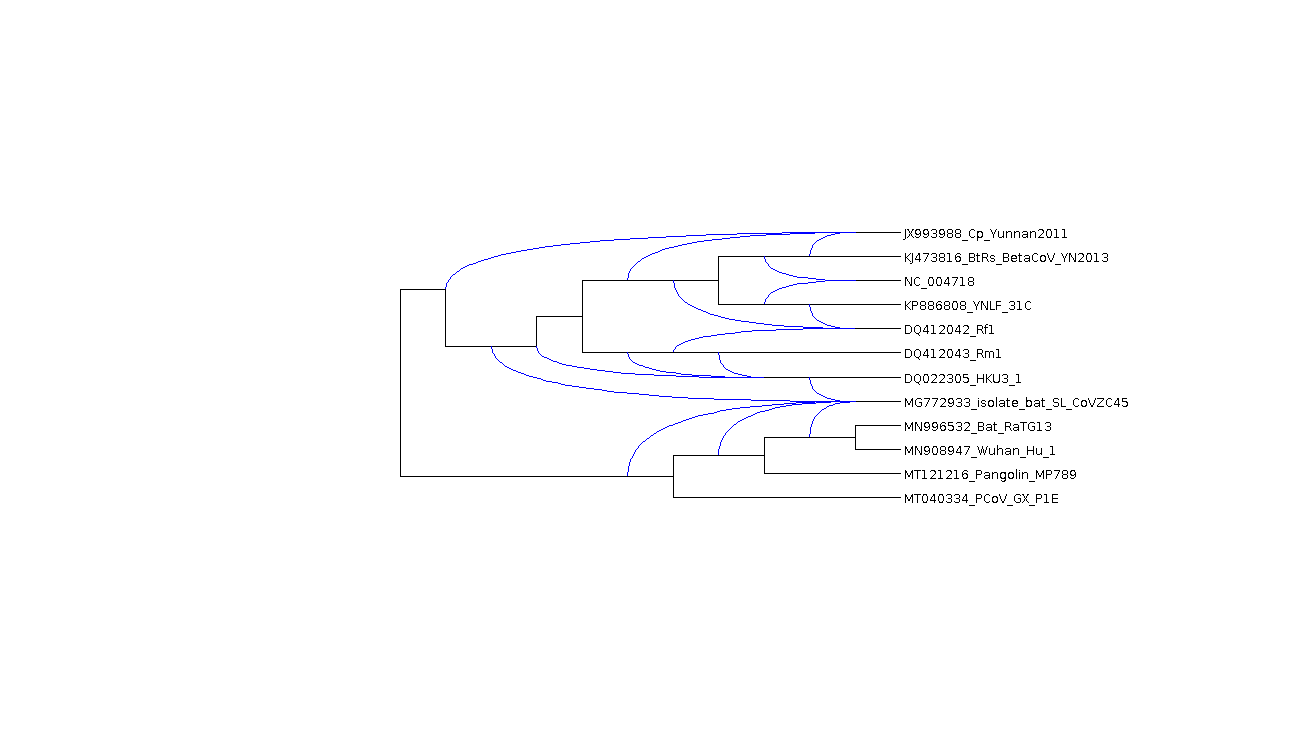 JX993988_Cp_Yunnan2011
KJ473816_BtRs_BetaCoV_YN2013
NC_004718
KP886808_YNLF_31C
DQ412042_Rf1
DQ412043_Rm1
DQ022305_HKU3_1
MG772933_isolate_bat_SL_CoVZC45
MN996532_Bat_RaTG13
MN908947_Wuhan_Hu_1
MT121216_Pangolin_MP789
MT040334_PCoV_GX_P1E